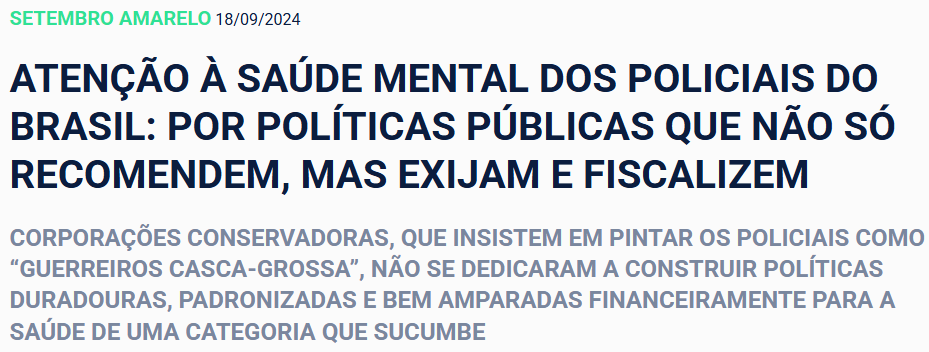 SETEMBRO AMARELO 18/09/2024
ATENÇÃO À SAÚDE MENTAL DOS POLICIAIS DO
BRASIL: POR POLÍTICAS PÚBLICAS QUE NÃO SÓ
RECOMENDEM, MAS EXIJAM E FISCALIZEM
CORPORAÇÕES CONSERVADORAS, QUE INSISTEM EM PINTAR OS POLICIAIS COMO
“GUERREIROS CASCA-GROSSA”, NÃO SE DEDICARAM A CONSTRUIR POLÍTICAS
DURADOURAS, PADRONIZADAS E BEM AMPARADAS FINANCEIRAMENTE PARA A
SAÚDE DE UMA CATEGORIA QUE SUCUMBE